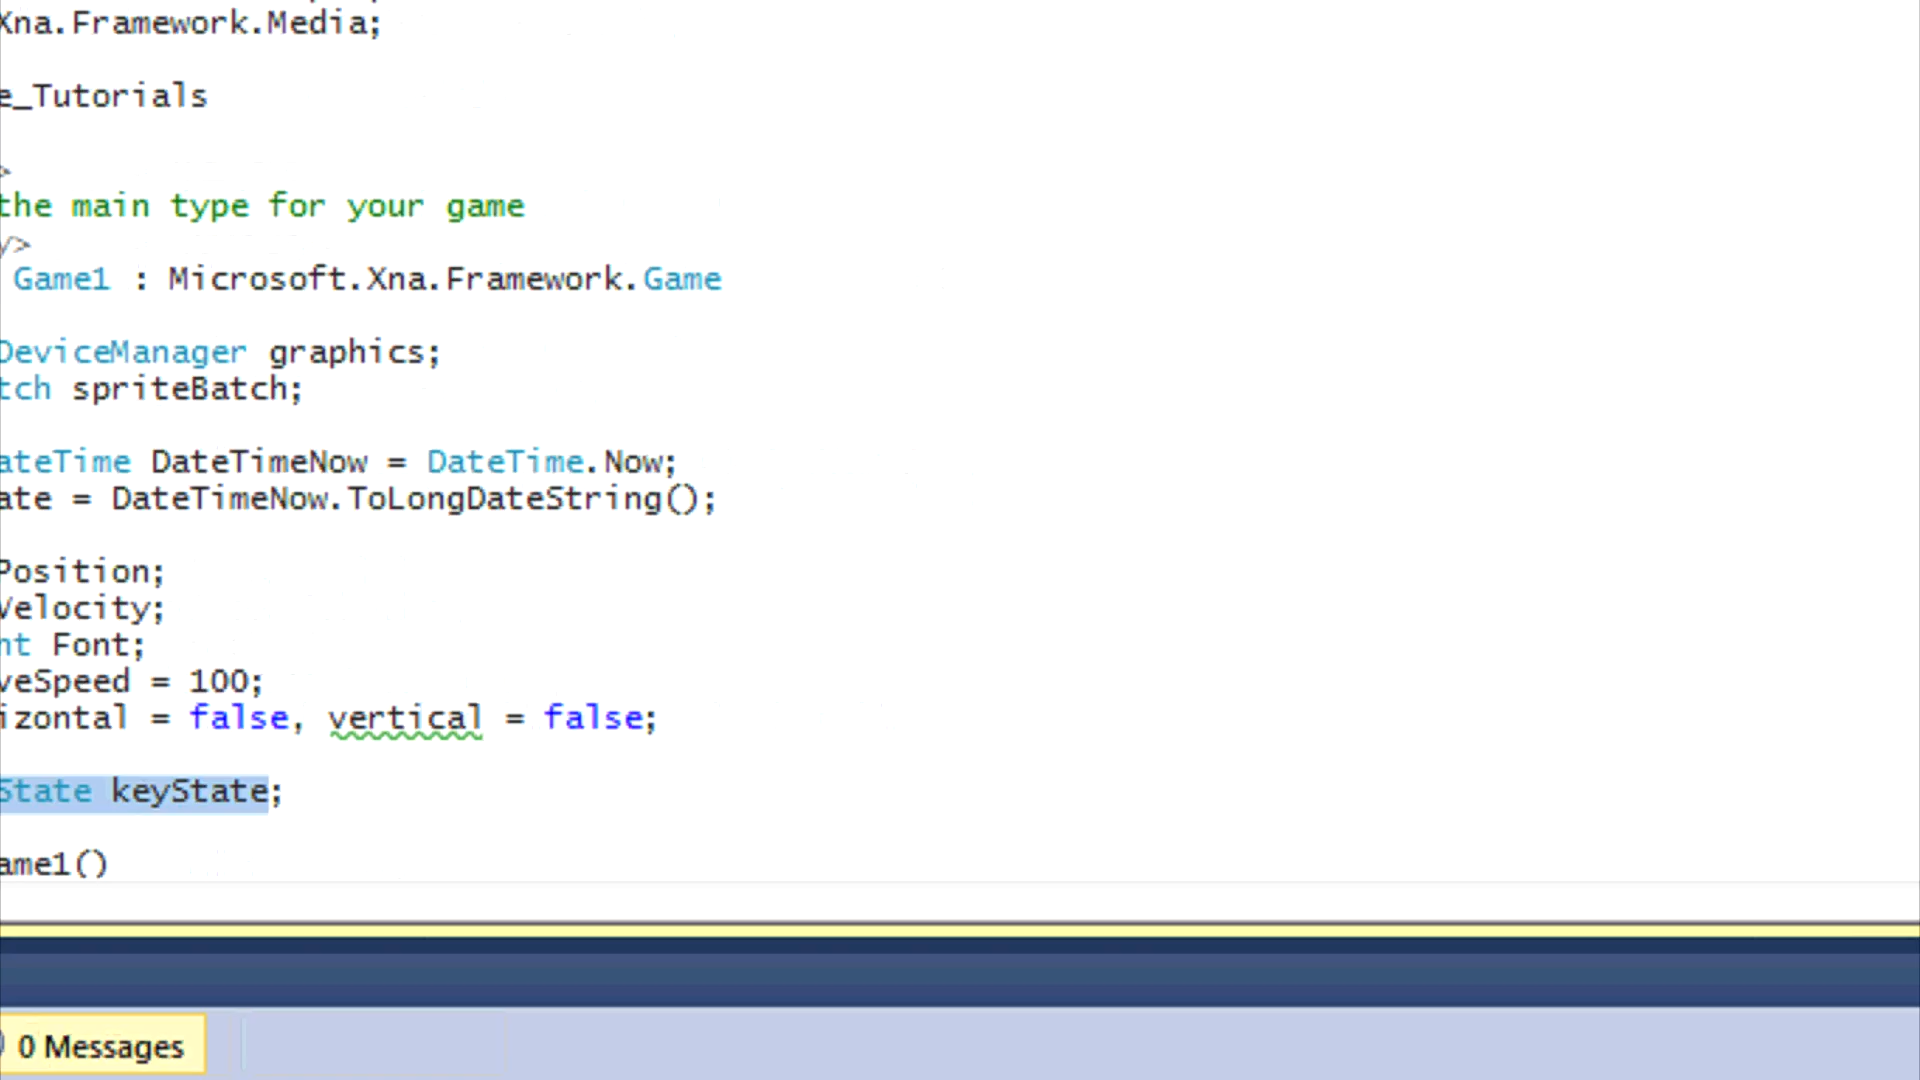 Xna.Framework.Media;
e_Tutorials
>
the main type for your game
y/>
Game1 : Microsoft.Xna.Framework.Game
DeviceManager graphics;
tch spriteBatch;
ateTime DateTimeNow = DateTime.Now;
ate = DateTimeNow.ToLongDateString();
Position;
Velocity;
nt Font;
veSpeed = 100;
izontal = false, vertical = false;
State keyState;
ame1()
0 Messages